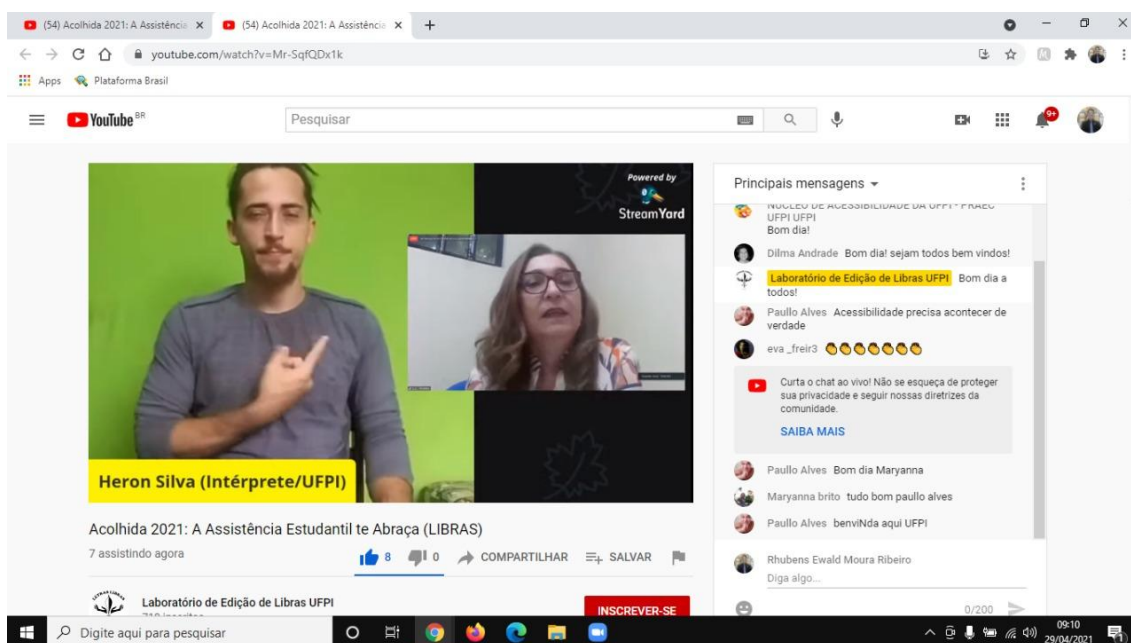 (54) Acolhida 2021: A Assistência
(54) Acolhida 2021: A Assistência
youtube.com/watch?v=Mr-SqfQDx1k
Apps
Plataforma Brasil
YouTube BR
Pesquisar
9+
Powered by
StreamYard
Heron Silva (Intérprete/UFPI)
Acolhida 2021: A Assistência Estudantil te Abraça (LIBRAS)
7 assistindo agora
8
0
COMPARTILHAR
SALVAR
Laboratório de Edição de Libras UFPI
INSCREVER-SE
Principais mensagens
NÚCLEO DE ACESSIBILIDADE DA UFPI - PRAEC
UFPI UFPI
Bom dia!
Dilma Andrade Bom dia! sejam todos bem vindos!
Laboratório de Edição de Libras UFPI Bom dia a
todos!
Paullo Alves Acessibilidade precisa acontecer de
verdade
eva_freir3 👏👏👏👏👏👏👏
Curta o chat ao vivo! Não se esqueça de proteger
sua privacidade e seguir nossas diretrizes da
comunidade.
SAIBA MAIS
Paullo Alves Bom dia Maryanna
Maryanna brito tudo bom paullo alves
Paullo Alves benviNda aqui UFPI
Rhubens Ewald Moura Ribeiro
Diga algo...
0/200
Digite aqui para pesquisar
09:10
29/04/2021